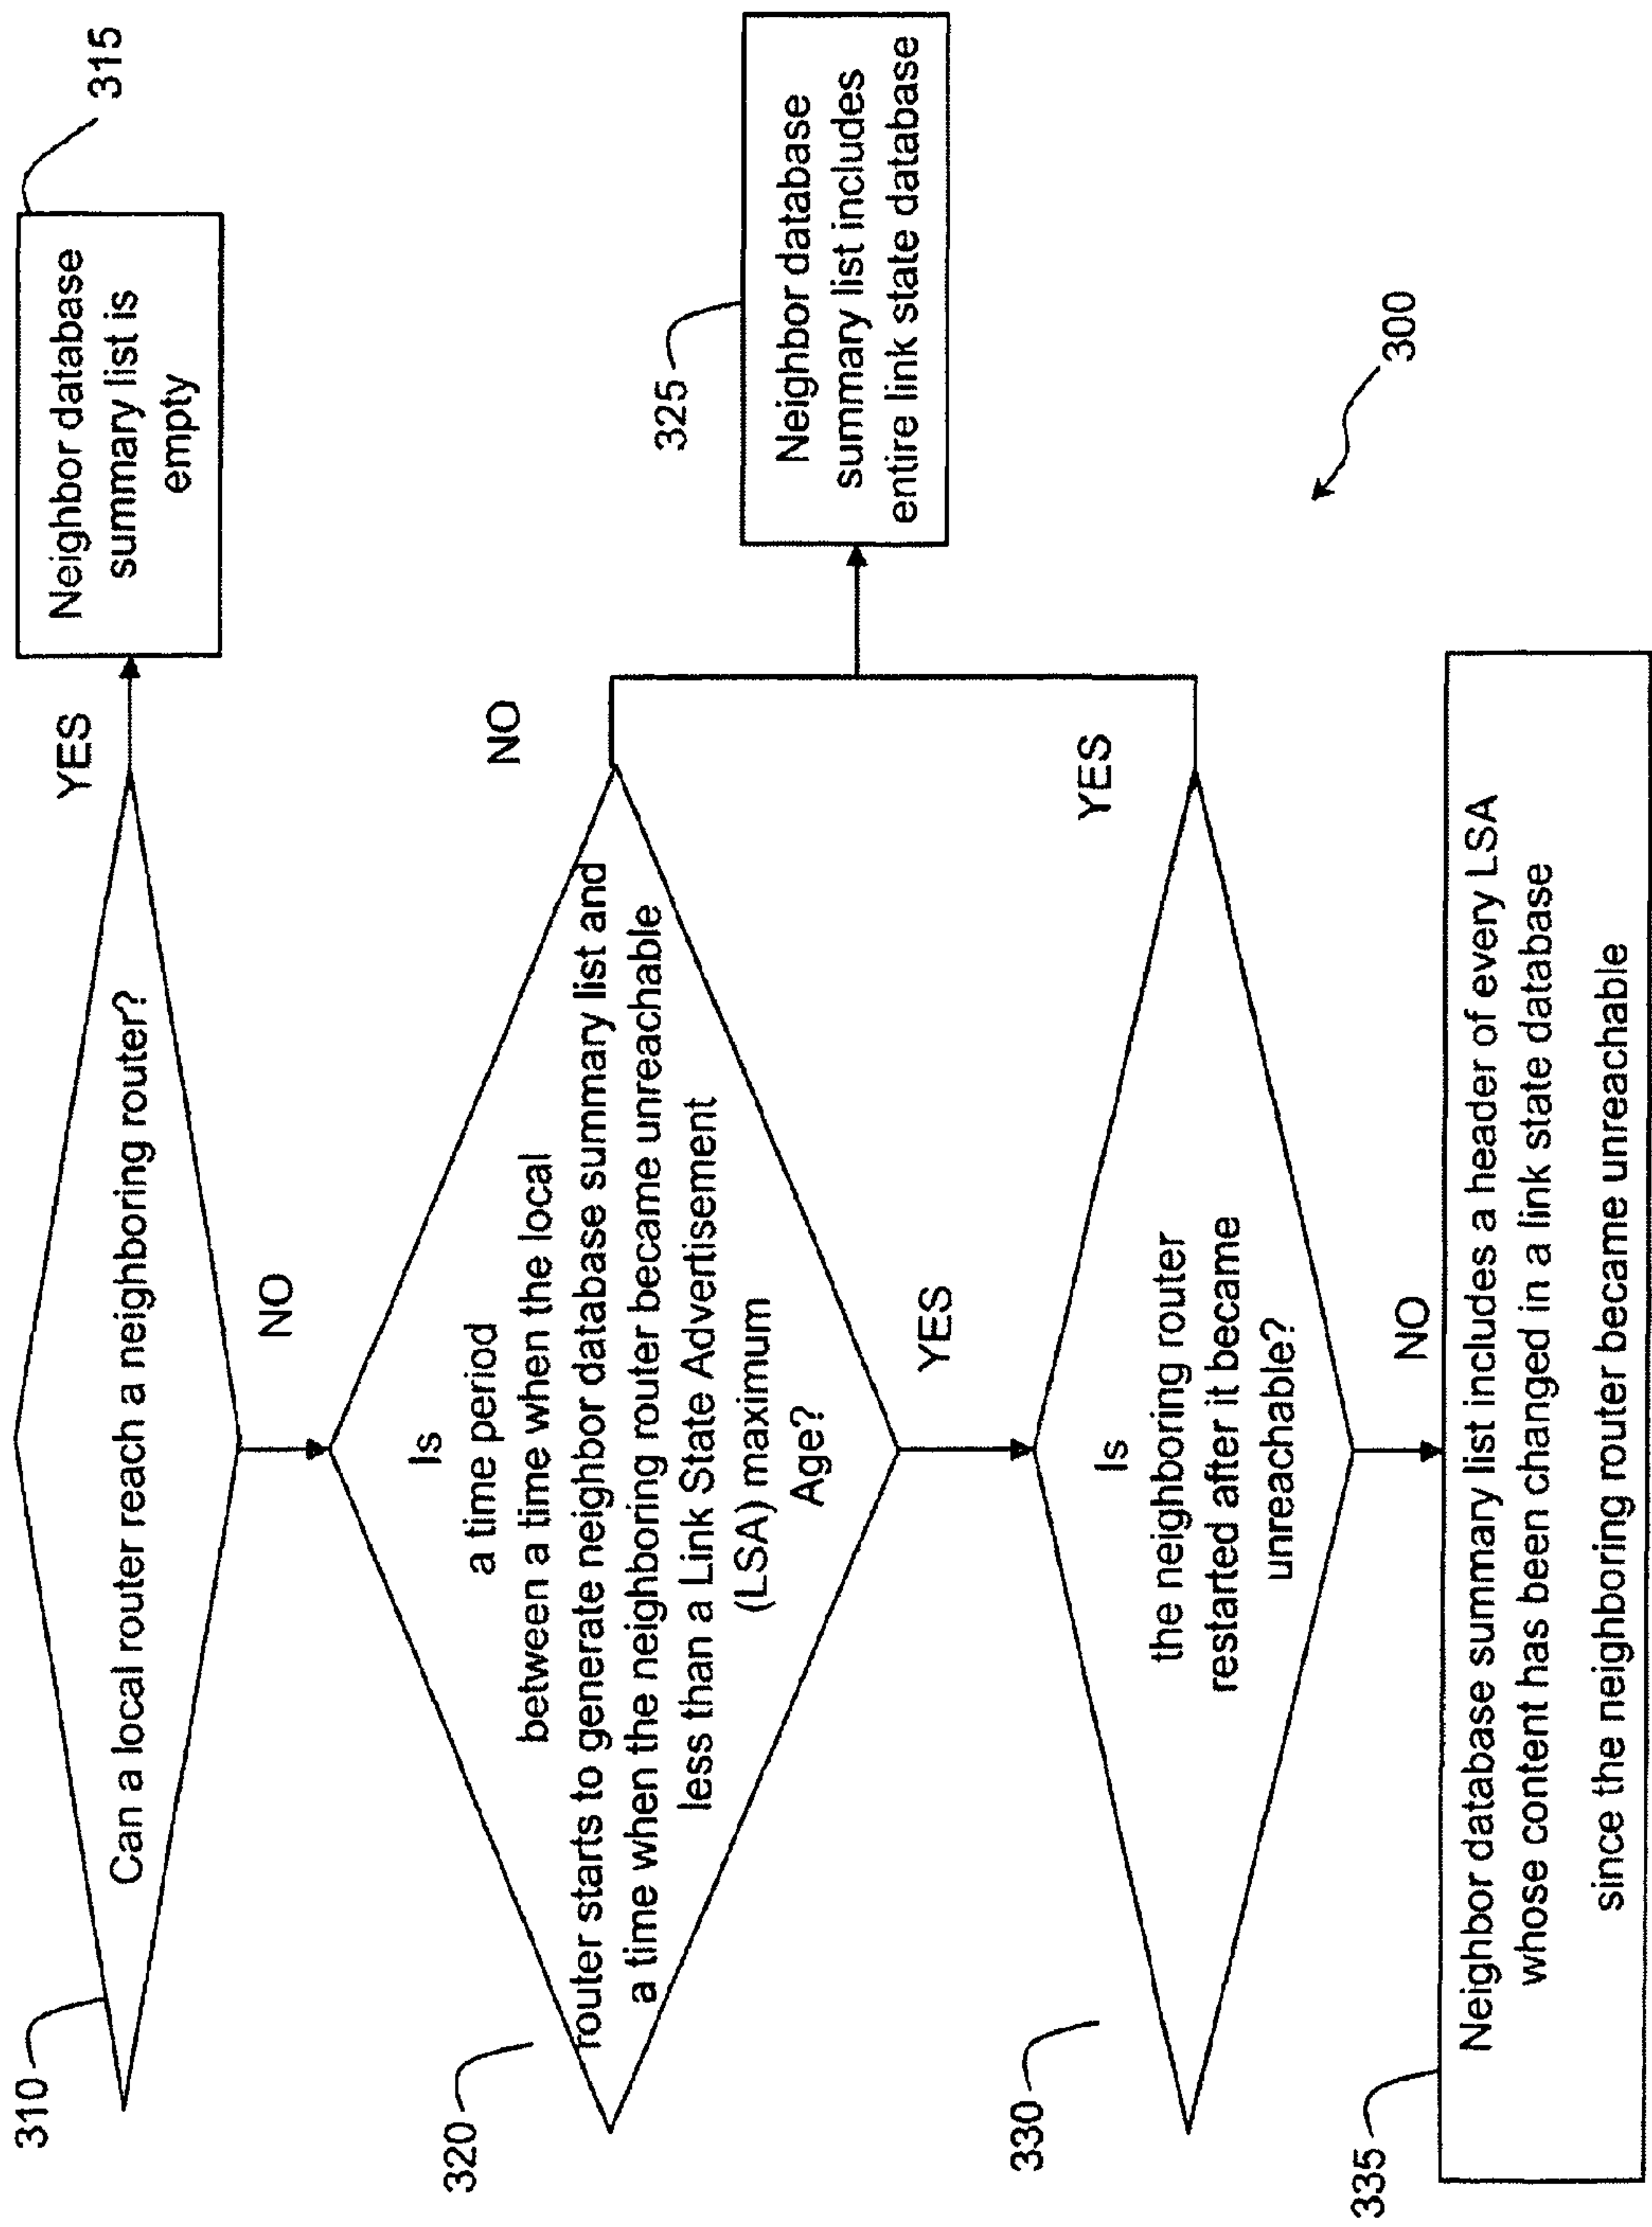 310
Can a local router reach a neighboring router?
YES
315
Neighbor database
summary list is
empty
NO
320
Is
a time period
between a time when the local
router starts to generate neighbor database summary list and
a time when the neighboring router became unreachable
less than a Link State Advertisement
(LSA) maximum
Age?
NO
325
Neighbor database
summary list includes
entire link state database
YES
330
Is
the neighboring router
restarted after it became
unreachable?
YES
NO
335
Neighbor database summary list includes a header of every LSA
whose content has been changed in a link state database
since the neighboring router became unreachable
300